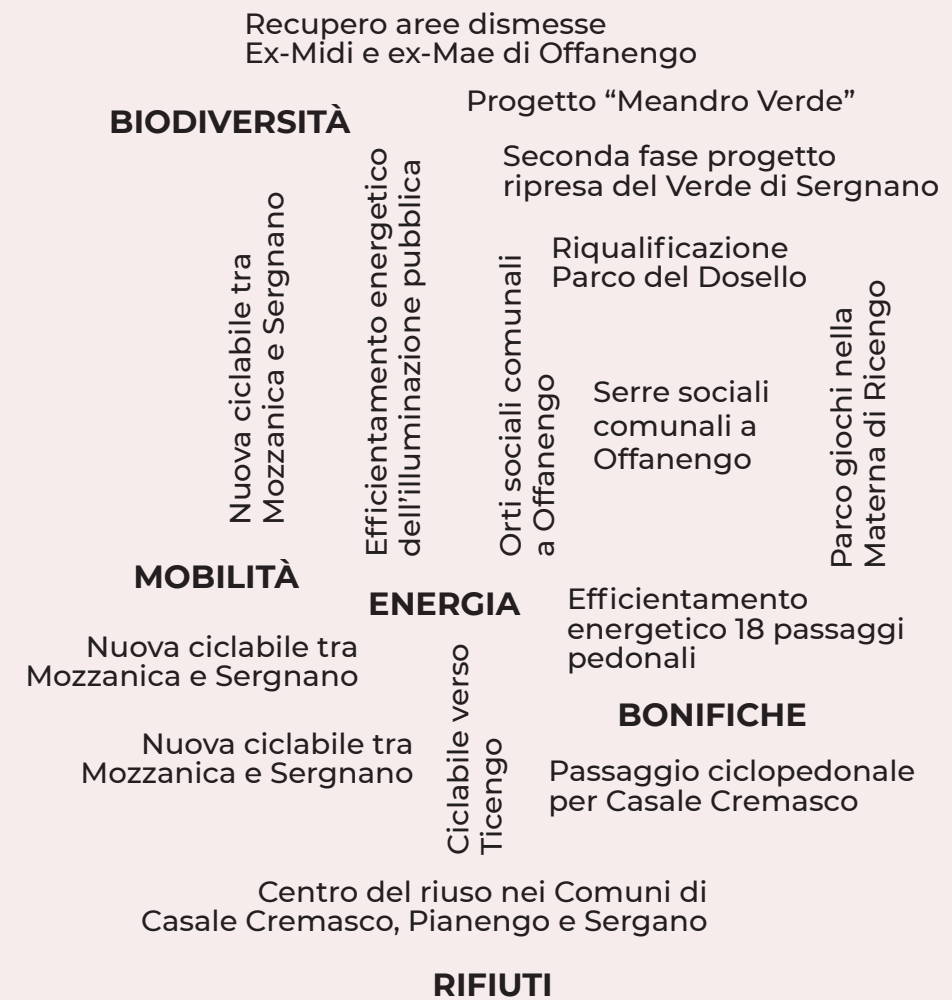 Recupero aree dismesse
Ex-Midi e ex-Mae di Offanengo
Progetto “Meandro Verde”
BIODIVERSITÀ
Seconda fase progetto
ripresa del Verde di Sergnano
Nuova ciclabile tra
Mozzanica e Sergnano
Efficientamento energetico
dell’illuminazione pubblica
Orti sociali comunali
a Offanengo
Riqualificazione
Parco del Dosello
Serre sociali
comunali a
Offanengo
Parco giochi nella
Materna di Ricengo
MOBILITÀ
ENERGIA
Efficientamento
energetico 18 passaggi
pedonali
Nuova ciclabile tra
Mozzanica e Sergnano
Ciclabile verso
Ticengo
BONIFICHE
Nuova ciclabile tra
Mozzanica e Sergnano
Passaggio ciclopedonale
per Casale Cremasco
Centro del riuso nei Comuni di
Casale Cremasco, Pianengo e Sergano
RIFIUTI